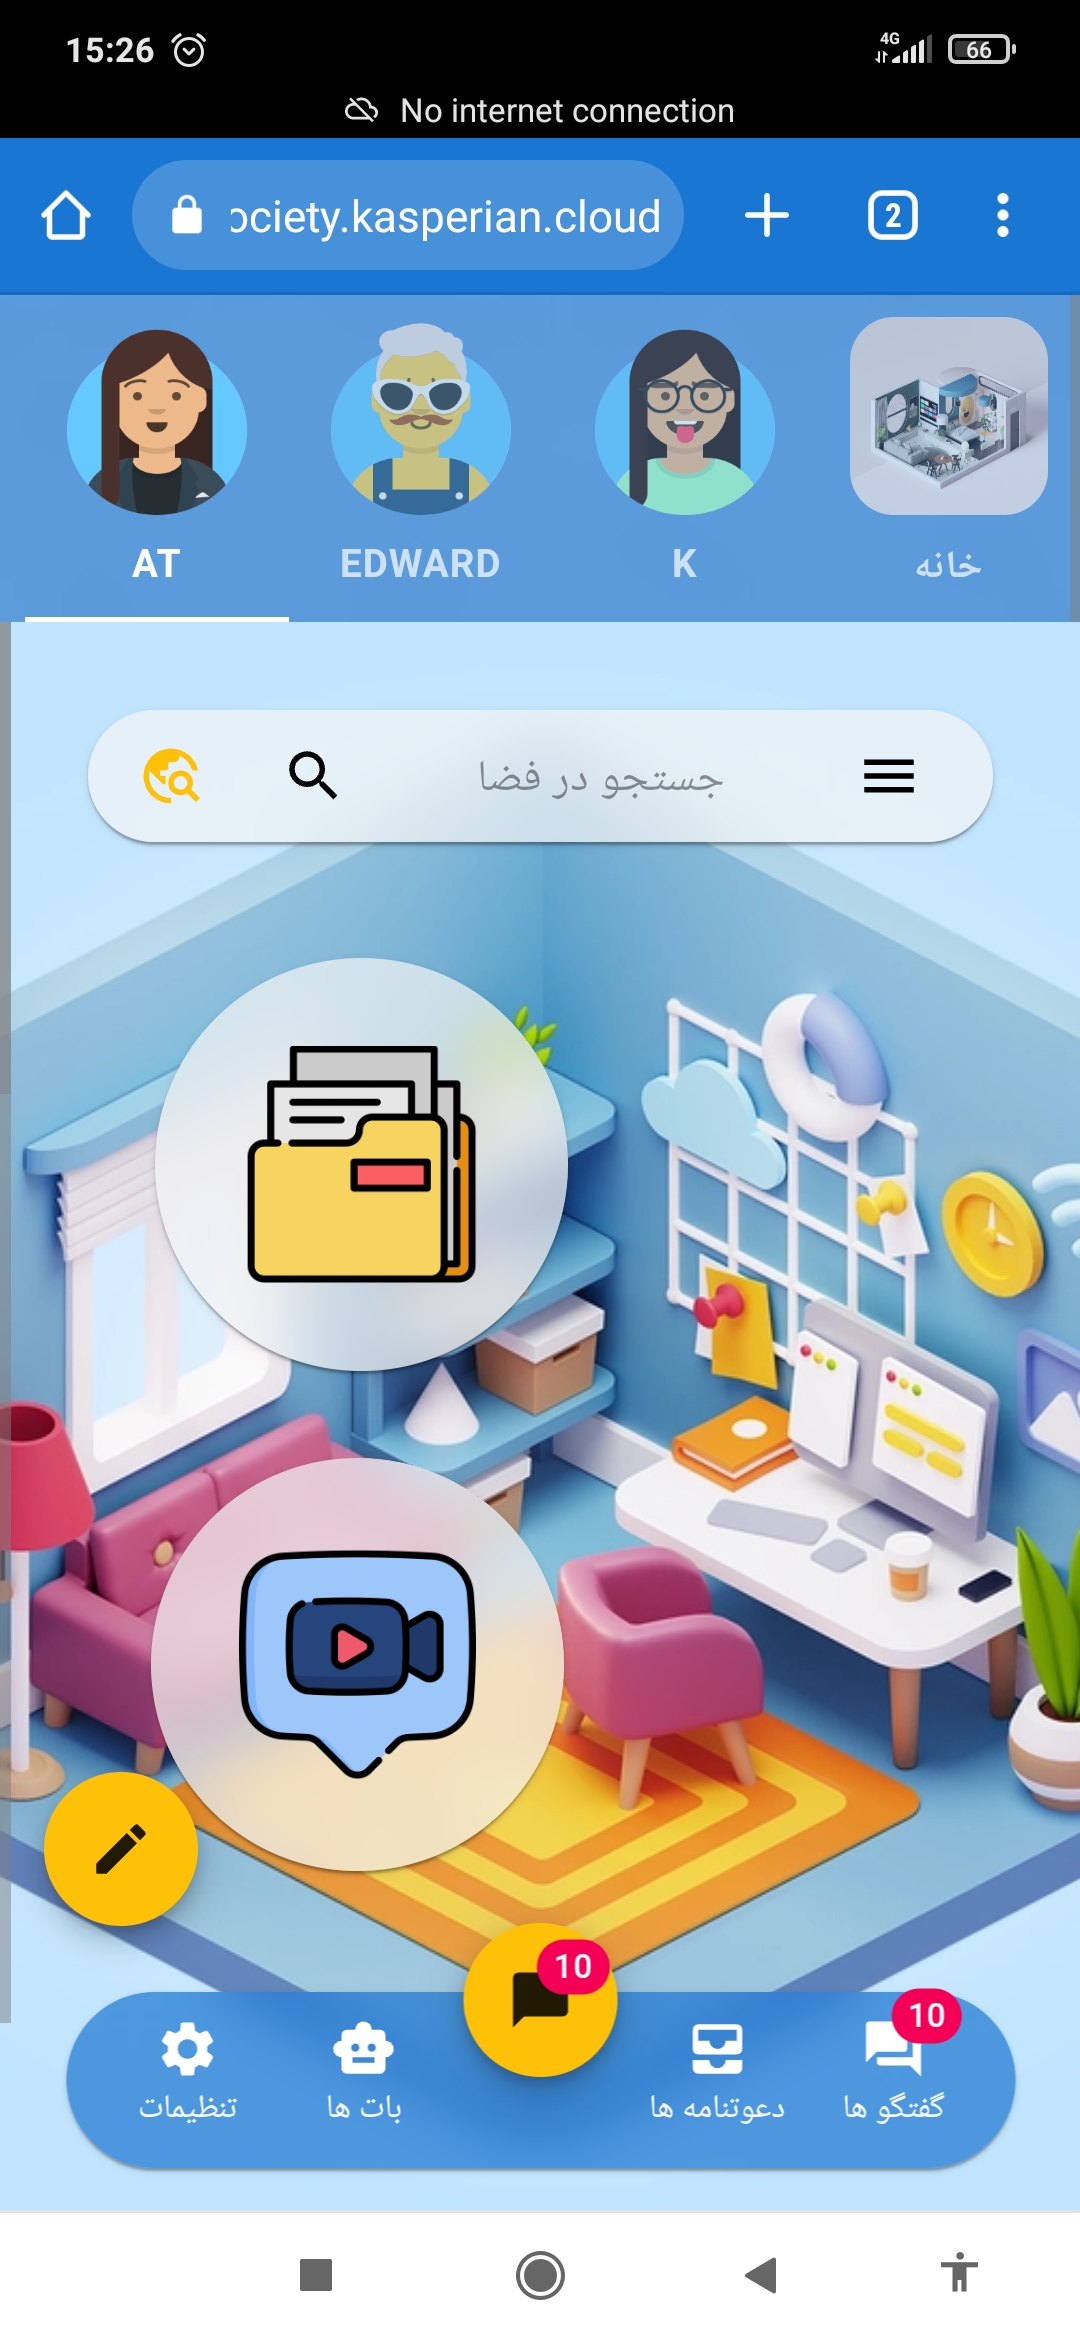 15:26
4G
66
No internet connection
ociety.kasperian.cloud
2
AT
EDWARD
K
خانه
جستجو در فضا
10
10
تنظیمات
بات ها
دعوتنامه ها
گفتگو ها